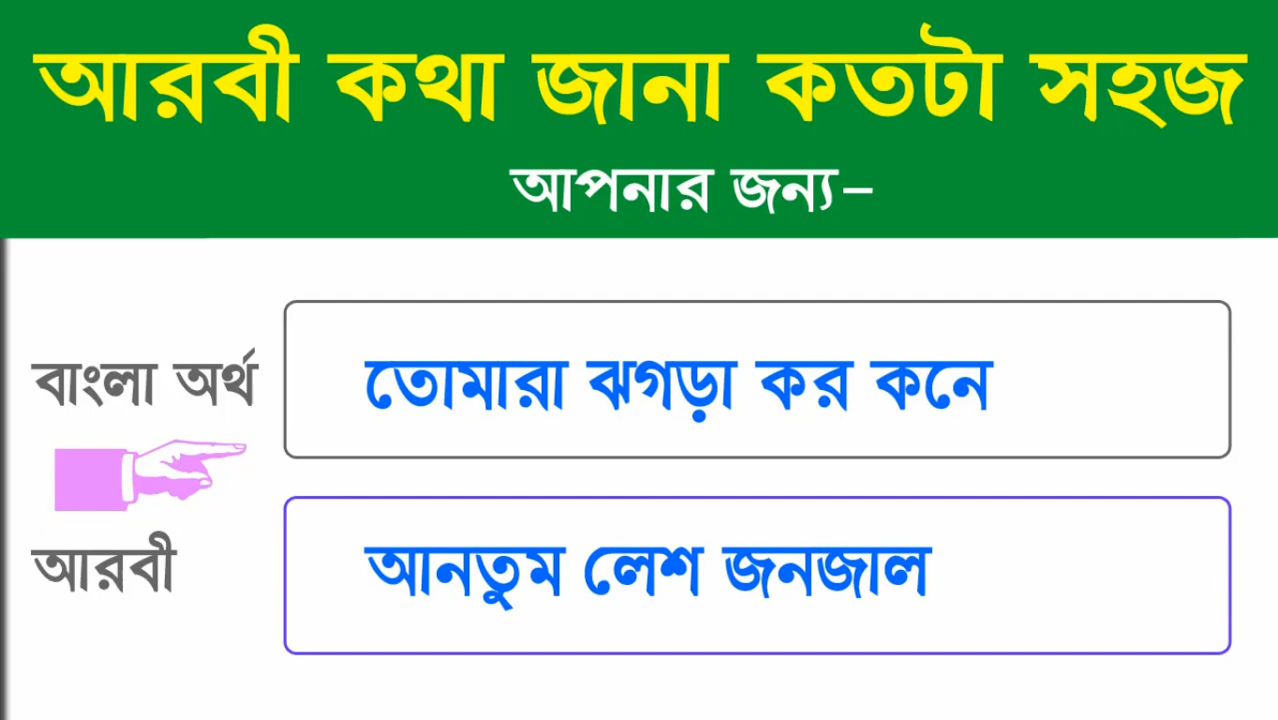 আরবী কথা জানা কতটা সহজ
আপনার জন্য–
বাংলা অর্থ
তোমারা ঝগড়া কর কনে
আরবী
আনতুম লেশ জনজাল